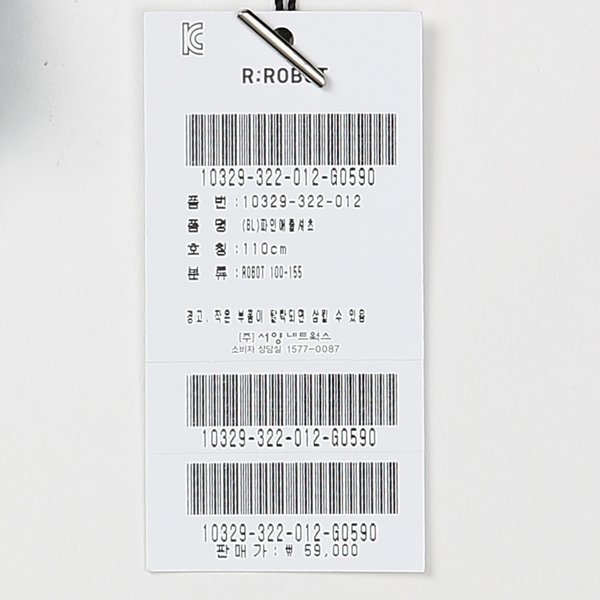 R:ROBOT
10329-322-012-G0590
품 번 : 10329-322-012
품 명 (BL)파인애플셔츠
호 칭 : 110cm
분 류 : ROBOT 100-155
경고. 작은 부품이 탈락되면 삼킬 수 있음
(주) 서양네트웍스
소비자 상담실 1577-0087
10329-322-012-G0590
10329-322-012-G0590
판매가 : ₩ 59,000